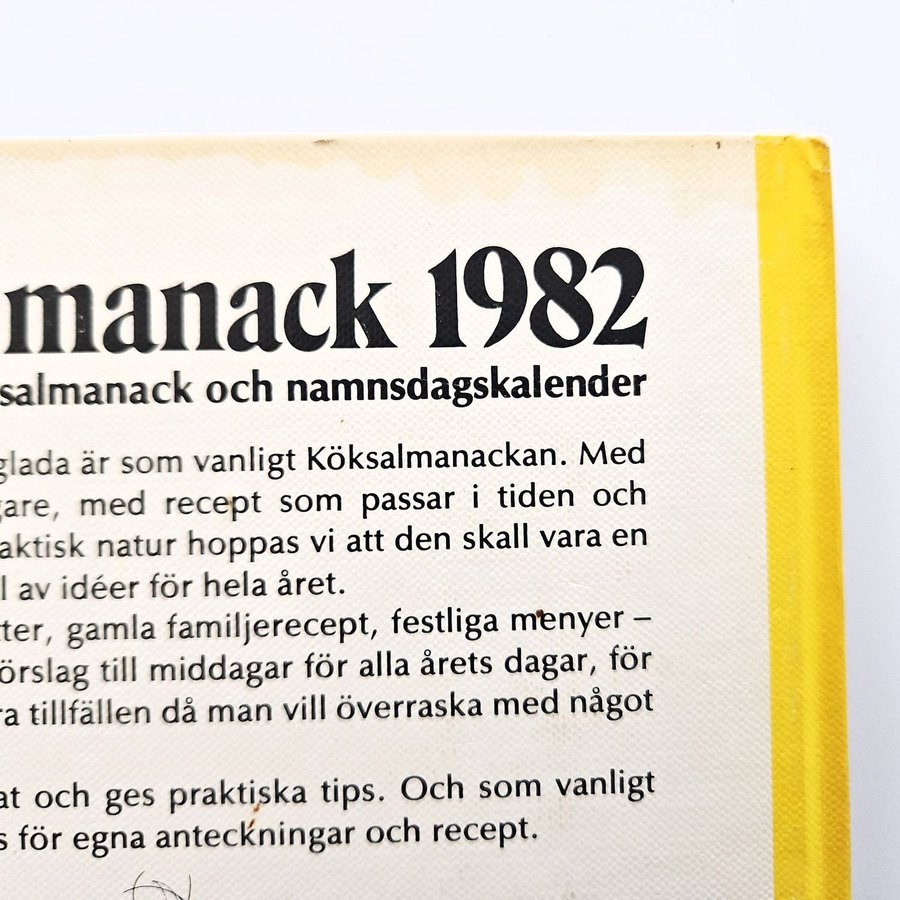 manack 1982
salmanack och namnsdagskalender
glada är som vanligt Köksalmanackan. Med
gare, med recept som passar i tiden och
aktisk natur hoppas vi att den skall vara en
l av idéer för hela året.
tter, gamla familjerecept, festliga menyer –
örslag till middagar för alla årets dagar, för
ra tillfällen då man vill överraska med något
at och ges praktiska tips. Och som vanligt
s för egna anteckningar och recept.